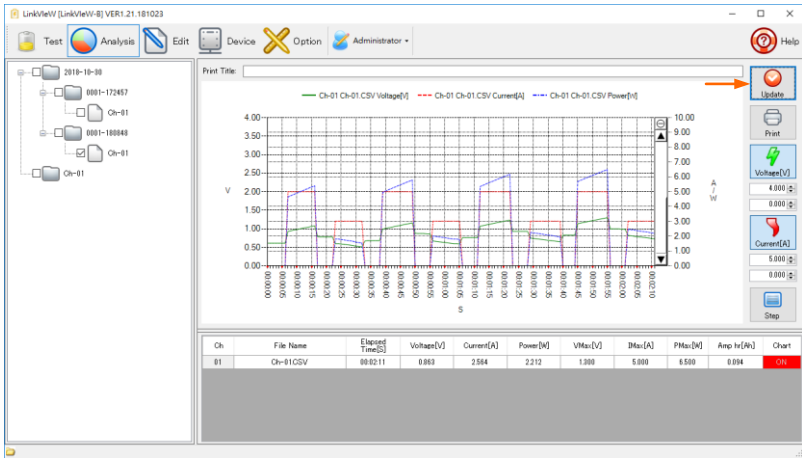 LinkVIeW [LinkVIeW-8] VER1.21.181023
Test Analysis Edit Device Option Administrator Help
2018-10-30
0001-172457
Ch-01
0001-180048
Ch-01
Ch-01
Print Title:
Ch-01 Ch-01.CSV Voltage[V] Ch-01 Ch-01.CSV Current[A] Ch-01 Ch-01.CSV Power[W]
4.00
3.50
3.00
2.50
2.00
1.50
1.00
0.50
0.00
V
10.00
9.00
8.00
7.00
6.00
5.00
4.00
3.00
2.00
1.00
0.00
A / W
00:00:00 00:00:05 00:00:10 00:00:15 00:00:20 00:00:25 00:00:30 00:00:35 00:00:40 00:00:45 00:00:50 00:00:55 00:01:00 00:01:05 00:01:10 00:01:15 00:01:20 00:01:25 00:01:30 00:01:35 00:01:40 00:01:45 00:01:50 00:01:55 00:02:00 00:02:05 00:02:10
S
Update
Print
Voltage[V]
4.000
0.000
Current[A]
5.000
0.000
Step
Ch File Name Elapsed Time[S] Voltage[V] Current[A] Power[W] VMax[V] IMax[A] PMax[W] Amp hr[Ah] Chart
01 Ch-01.CSV 00:02:11 0.863 2.564 2.212 1.300 5.000 6.500 0.094 ON